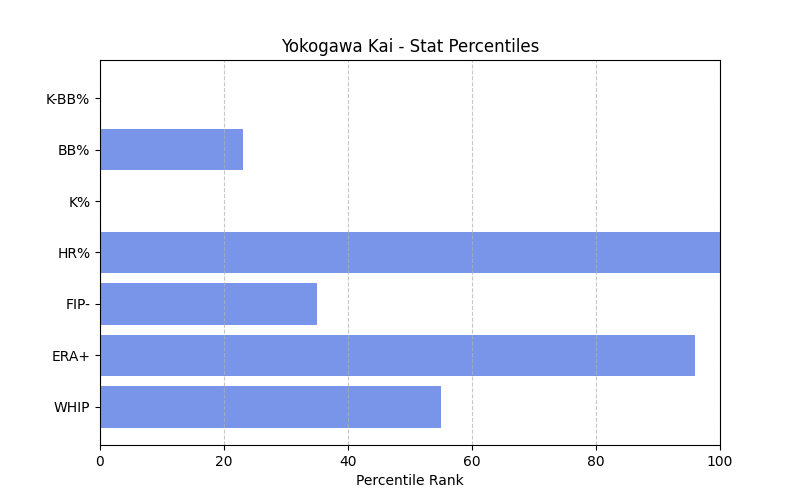 Yokogawa Kai - Stat Percentiles
K-BB%
BB%
K%
HR%
FIP-
ERA+
WHIP
0 20 40 60 80 100
Percentile Rank